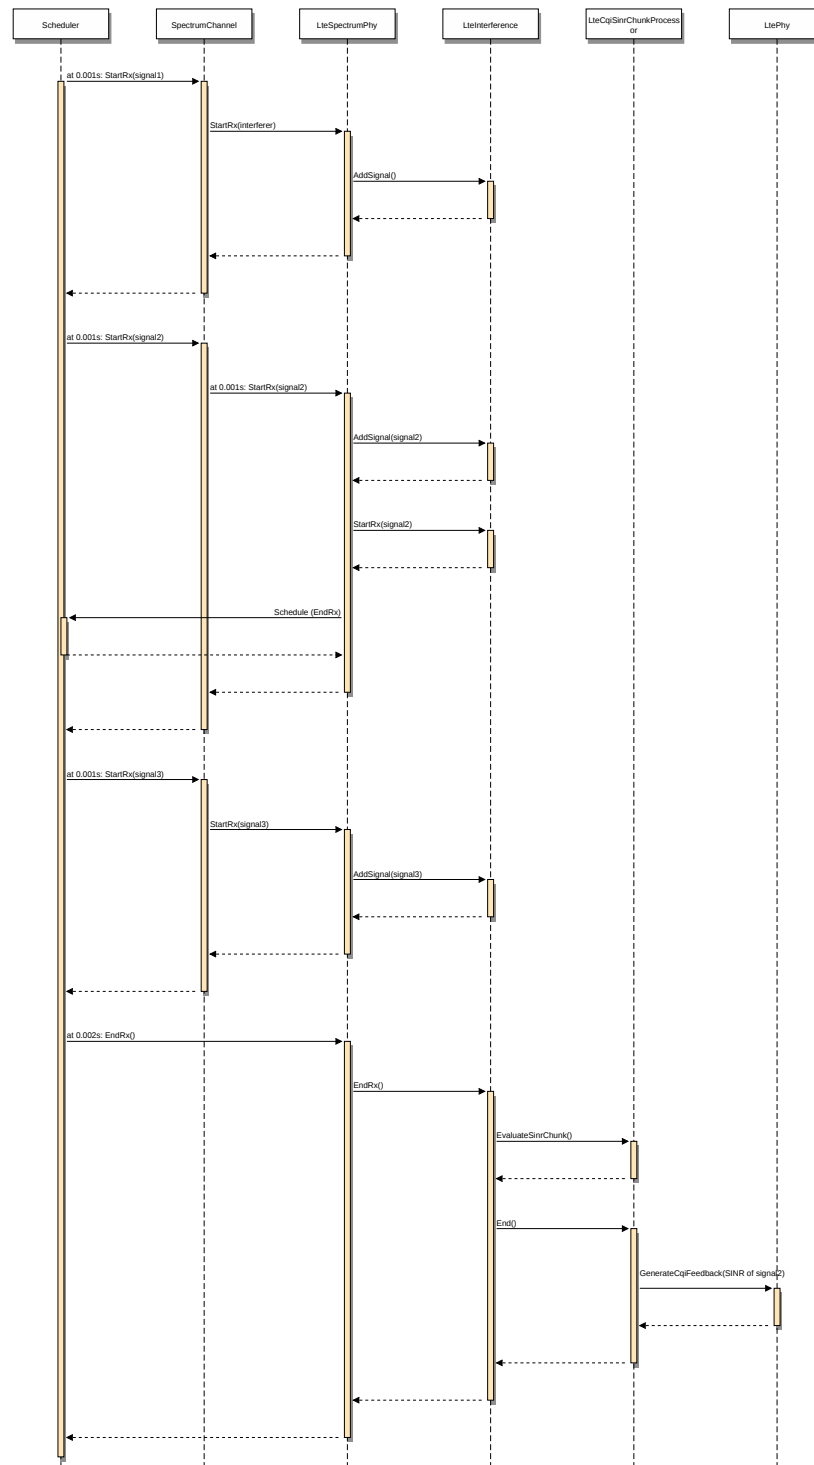 Scheduler
SpectrumChannel
LteSpectrumPhy
LteInterference
LteCqiSinrChunkProcess
or
LtePhy
at 0.001s: StartRx(signal1)
StartRx(interferer)
AddSignal()
at 0.001s: StartRx(signal2)
at 0.001s: StartRx(signal2)
AddSignal(signal2)
StartRx(signal2)
Schedule (EndRx)
at 0.001s: StartRx(signal3)
StartRx(signal3)
AddSignal(signal3)
at 0.002s: EndRx()
EndRx()
EvaluateSinrChunk()
End()
GenerateCqiFeedback(SINR of signal2)